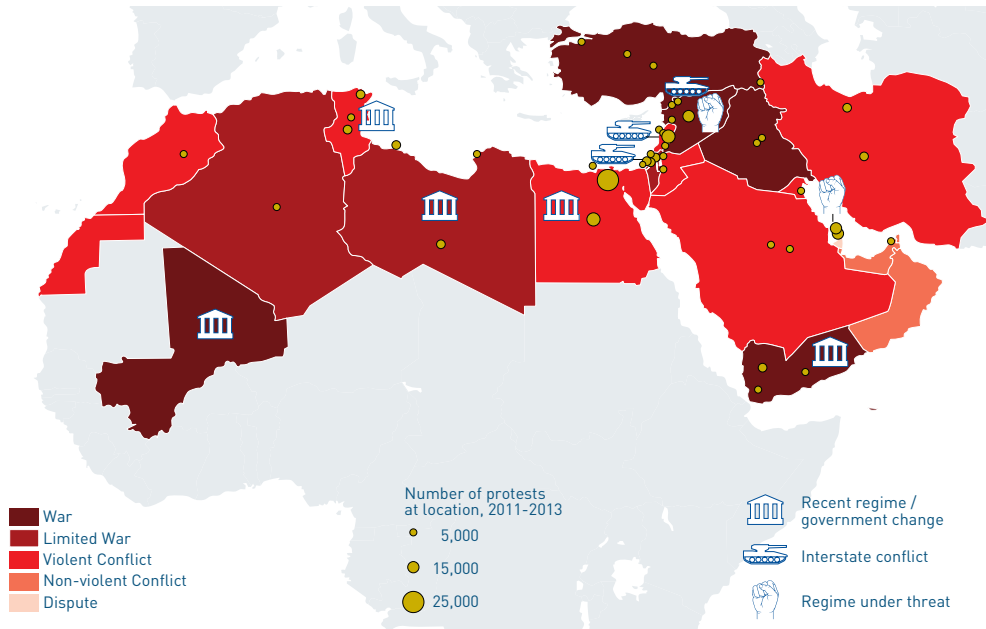 War
Limited War
Violent Conflict
Non-violent Conflict
Dispute
Number of protests
at location, 2011-2013
5,000
15,000
25,000
Recent regime /
government change
Interstate conflict
Regime under threat